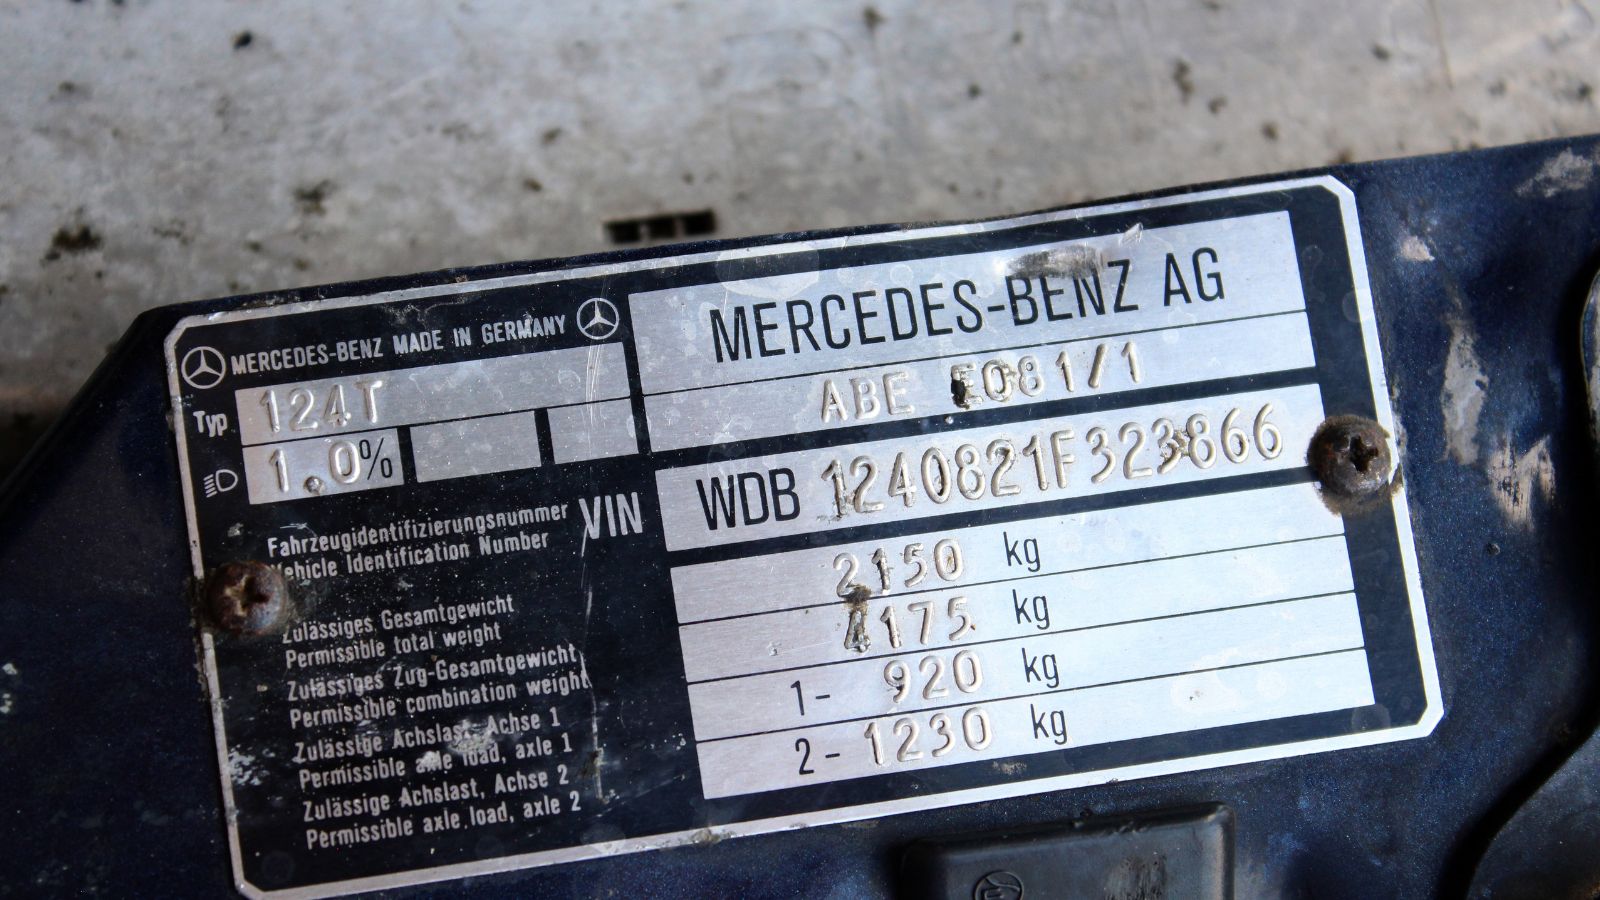 MERCEDES-BENZ MADE IN GERMANY
Typ 124T
1.0%
MERCEDES-BENZ AG
ABE E081/1
Fahrzeugidentifizierungsnummer
Vehicle Identification Number
VIN WDB 1240821F323866
Zulässiges Gesamtgewicht
Permissible total weight
2150 kg
Zulässiges Zug-Gesamtgewicht
Permissible combination weight
4175 kg
Zulässige Achslast, Achse 1
Permissible axle load, axle 1
1- 920 kg
Zulässige Achslast, Achse 2
Permissible axle load, axle 2
2- 1230 kg